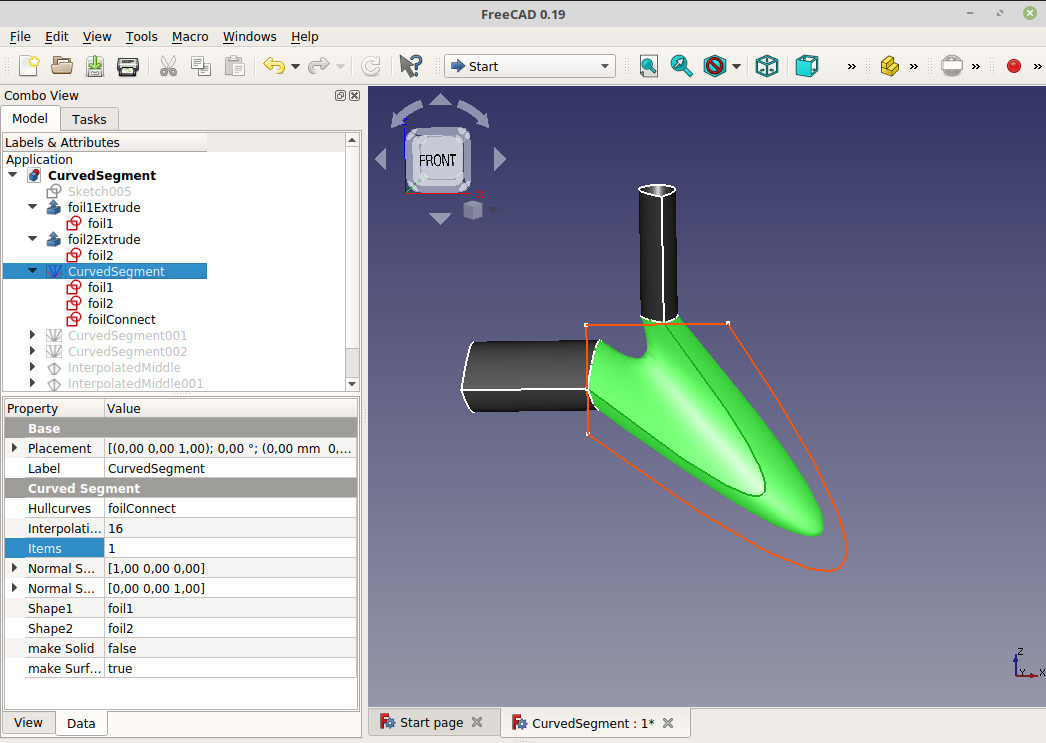 FreeCAD 0.19
File Edit View Tools Macro Windows Help
Start
» » » »
Combo View
Model Tasks
Labels & Attributes
Application
CurvedSegment
Sketch005
foil1Extrude
foil1
foil2Extrude
foil2
CurvedSegment
foil1
foil2
foilConnect
CurvedSegment001
CurvedSegment002
InterpolatedMiddle
InterpolatedMiddle001
Property Value
Base
Placement [(0,00 0,00 1,00); 0,00 °; (0,00 mm 0,...
Label CurvedSegment
Curved Segment
Hullcurves foilConnect
Interpolati... 16
Items 1
Normal S... [1,00 0,00 0,00]
Normal S... [0,00 0,00 1,00]
Shape1 foil1
Shape2 foil2
make Solid false
make Surf... true
View Data
FRONT
X
Z
Y X
Start page
CurvedSegment : 1*